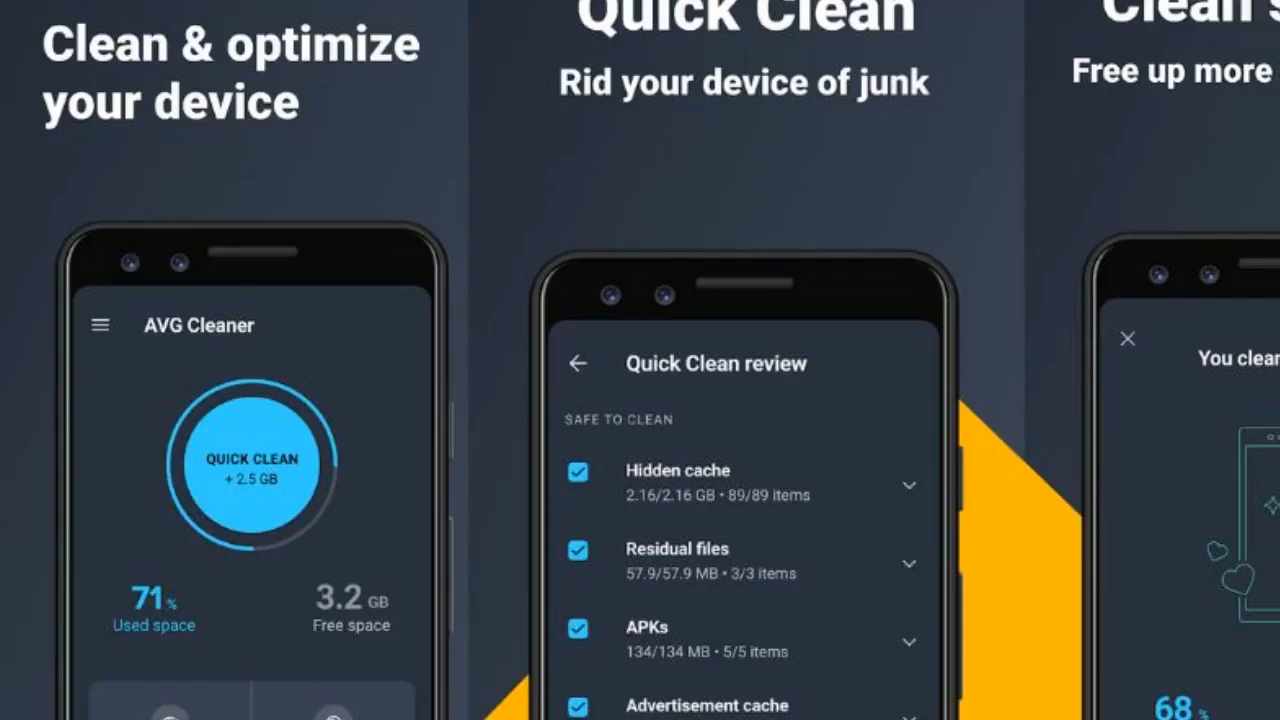 Clean & optimize
your device
AVG Cleaner
QUICK CLEAN
+ 2.5 GB
71 %
Used space
3.2 GB
Free space
Quick Clean
Rid your device of junk
Quick Clean review
SAFE TO CLEAN
Hidden cache
2.16/2.16 GB • 89/89 items
Residual files
57.9/57.9 MB • 3/3 items
APKs
134/134 MB • 5/5 items
Advertisement cache
Clean
Free up more
You
68 %